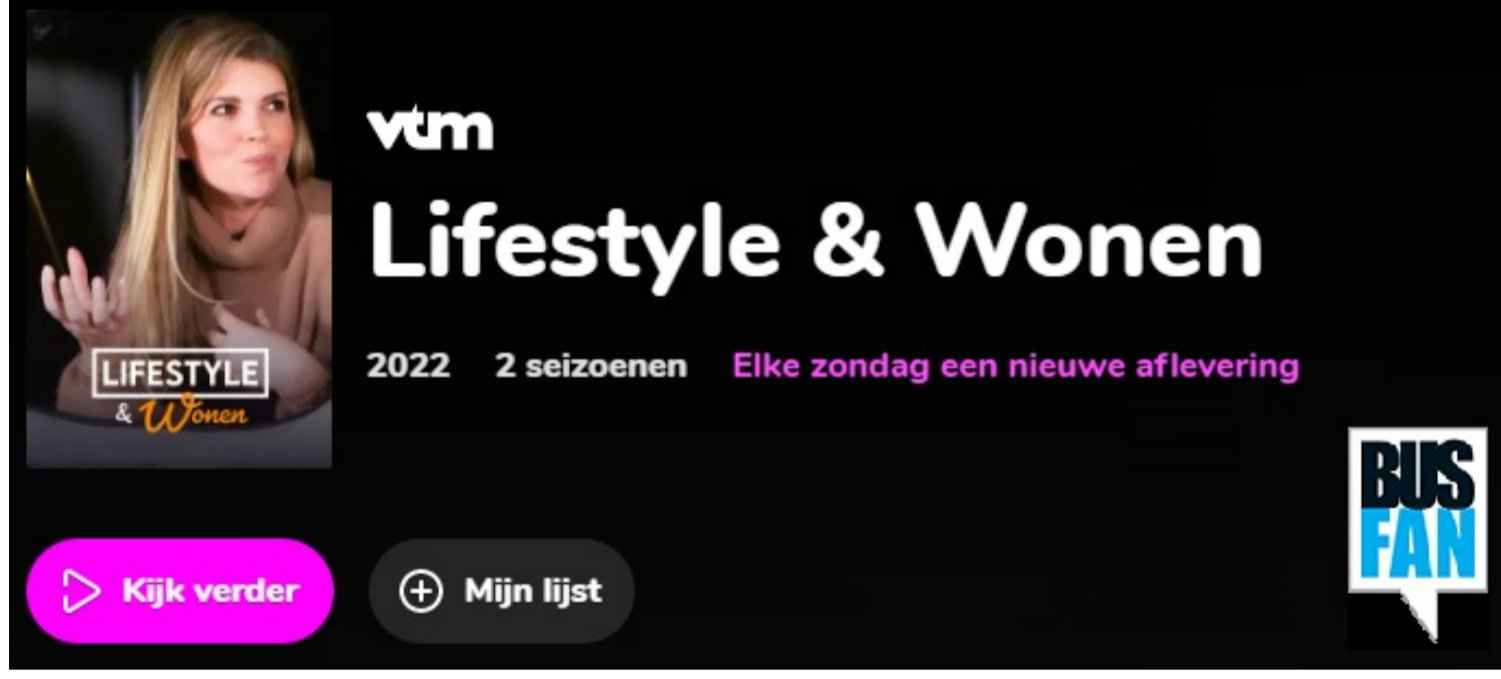 vtm
Lifestyle & Wonen
2022 2 seizoenen Elke zondag een nieuwe aflevering
LIFESTYLE
& Wonen
Kijk verder
Mijn lijst
BUS
FAN